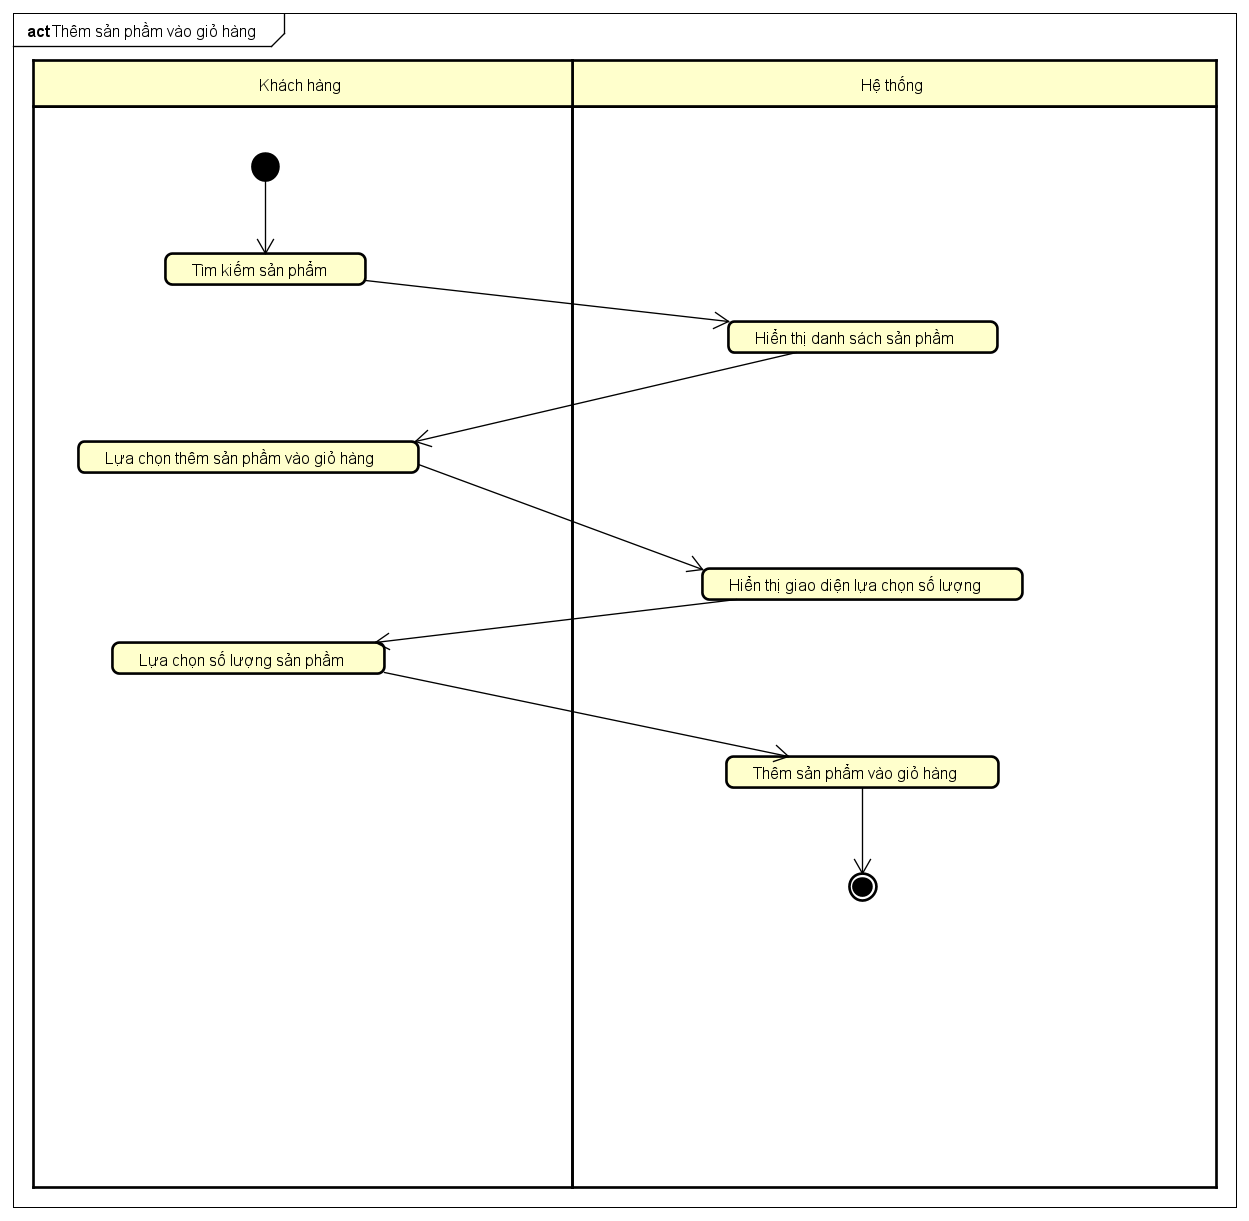 act Thêm sản phẩm vào giỏ hàng
Khách hàng
Hệ thống
Tìm kiếm sản phẩm
Hiển thị danh sách sản phẩm
Lựa chọn thêm sản phẩm vào giỏ hàng
Hiển thị giao diện lựa chọn số lượng
Lựa chọn số lượng sản phẩm
Thêm sản phẩm vào giỏ hàng